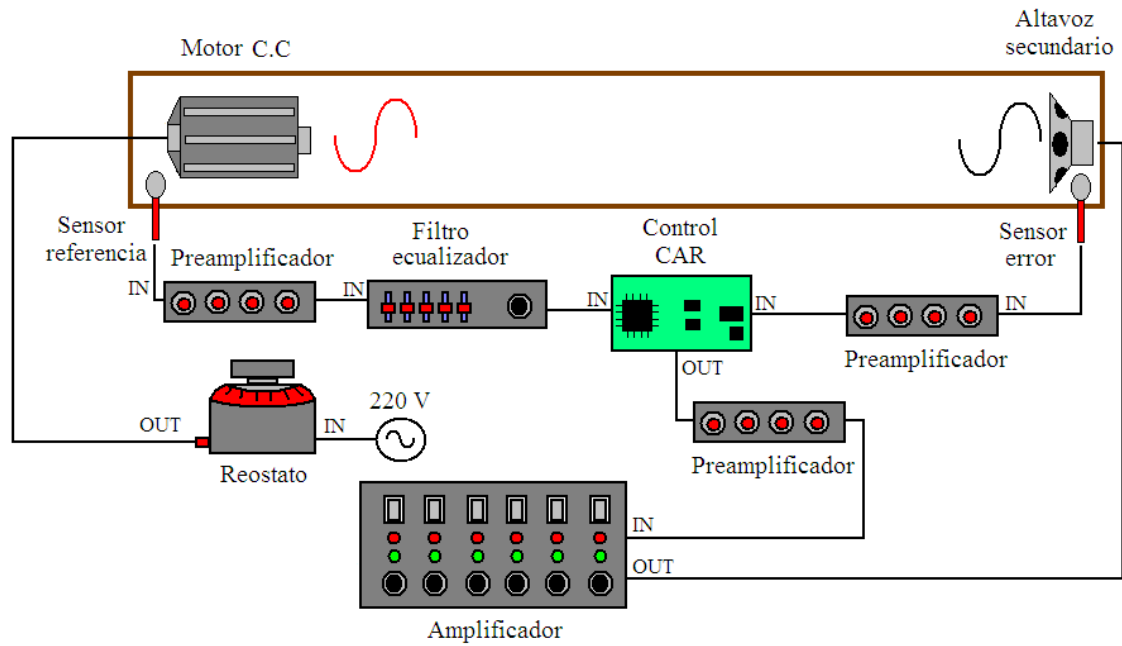 Motor C.C
Altavoz
secundario
Sensor
referencia
Preamplificador
Filtro
ecualizador
Control
CAR
Sensor
error
IN
IN
IN
IN
IN
Preamplificador
OUT
220 V
OUT
IN
Reostato
Preamplificador
IN
OUT
Amplificador